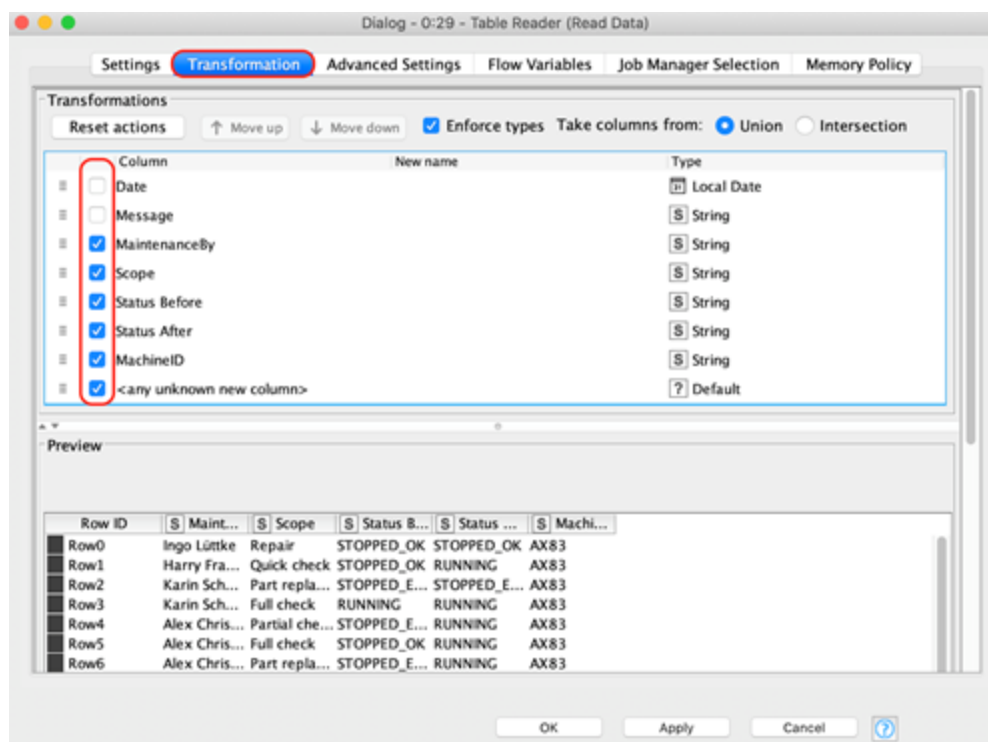 Dialog - 0:29 - Table Reader (Read Data)
Settings Transformation Advanced Settings Flow Variables Job Manager Selection Memory Policy
Transformations
Reset actions Move up Move down Enforce types Take columns from: Union Intersection
Column New name Type
Date Local Date
Message S String
MaintenanceBy S String
Scope S String
Status Before S String
Status After S String
MachineID S String
<any unknown new column> ? Default
Preview
Row ID S Maint... S Scope S Status B... S Status ... S Machi...
Row0 Ingo Lüttke Repair STOPPED_OK STOPPED_OK AX83
Row1 Harry Fra... Quick check STOPPED_OK RUNNING AX83
Row2 Karin Sch... Part repla... STOPPED_E... STOPPED_E... AX83
Row3 Karin Sch... Full check RUNNING RUNNING AX83
Row4 Alex Chris... Partial che... STOPPED_E... RUNNING AX83
Row5 Alex Chris... Full check STOPPED_OK RUNNING AX83
Row6 Alex Chris... Part repla... STOPPED_E... RUNNING AX83
OK Apply Cancel ?